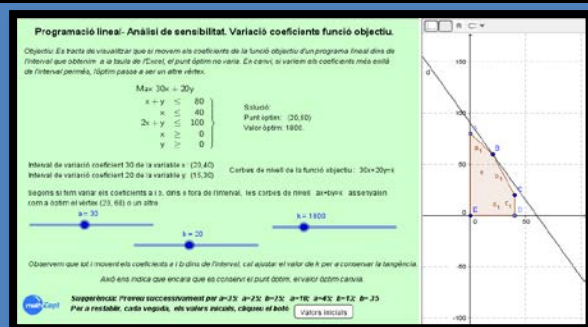 Programació lineal- Anàlisi de sensibilitat. Variació coeficients funció objectiu.
Objectiu: Es tracta de visualitzar que si movem els coeficients de la funció objectiu d'un programa lineal dins de
l'interval que obtenim a la taula de l'Excel, el punt òptim no varia. En canvi, si variem els coeficients més enllà
de l'interval permès, l'òptim passa a ser un altre vèrtex.
Max 30x + 20y
x + y ≤ 80
x ≤ 40
2x + y ≤ 100
x ≥ 0
y ≥ 0
Solució:
Punt òptim: (20,60)
Valor òptim: 1800.
Interval de variació coeficient 30 de la variable x: (20,40)
Interval de variació coeficient 20 de la variable y: (15,30)
Corbes de nivell de la funció objectiu: 30x+20y=k
Segons si fem variar els coeficients a i b, dins o fora de l'interval, les corbes de nivell ax+by=k assenyalen
com a òptim el vèrtex (20, 60) o un altre
a = 30
k = 1800
b = 20
Observem que tot i movent els coeficients a i b dins de l'interval, cal ajustar el valor de k per a conservar la tangència.
Això ens indica que encara que es conservi el punt òptim, el valor òptim canvia.
Suggerència: Proveu successivament per a=35; a=25; b=25; a=18; a=45; b=12; b= 35
Per a restablir, cada vegada, els valors inicials, cliqueu el botó Valors inicials
150
100
50
0
50
-50
-100
B
C
D
E